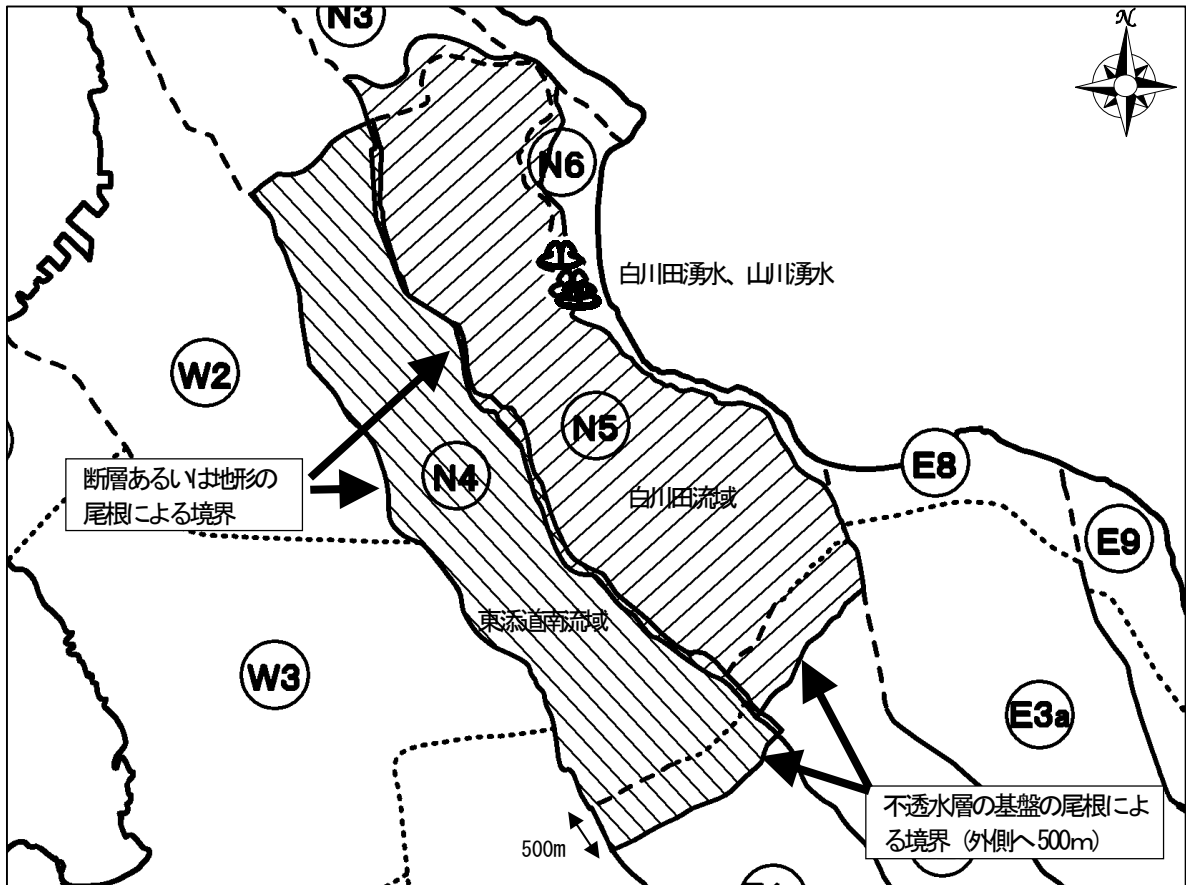 N3
N
N6
白川田湧水、山川湧水
W2
N5
E8
断層あるいは地形の
尾根による境界
N4
白川田流域
E9
東添道南流域
W3
E3a
不透水層の基盤の尾根によ
る境界（外側へ500m）
500m